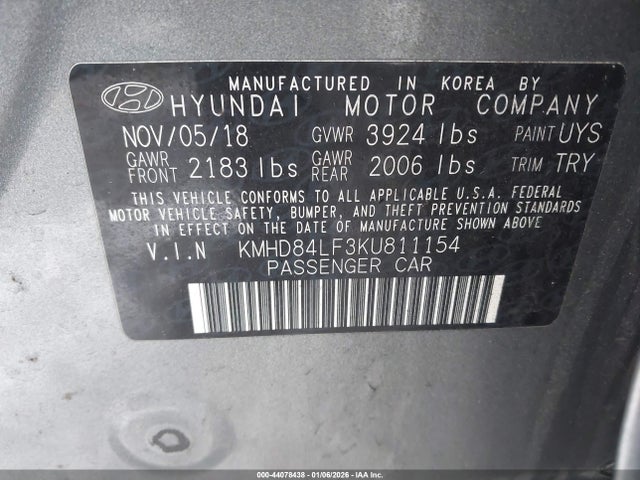 MANUFACTURED IN KOREA BY
HYUNDAI MOTOR COMPANY
NOV/05/18 GVWR 3924 lbs PAINT UYS
GAWR FRONT 2183 lbs GAWR REAR 2006 lbs TRIM TRY
THIS VEHICLE CONFORMS TO ALL APPLICABLE U.S.A. FEDERAL
MOTOR VEHICLE SAFETY, BUMPER, AND THEFT PREVENTION STANDARDS
IN EFFECT ON THE DATE OF MANUFACTURE SHOWN ABOVE
V.I.N KMHD84LF3KU811154
PASSENGER CAR
000-44078438 - 01/06/2026 - IAA Inc.